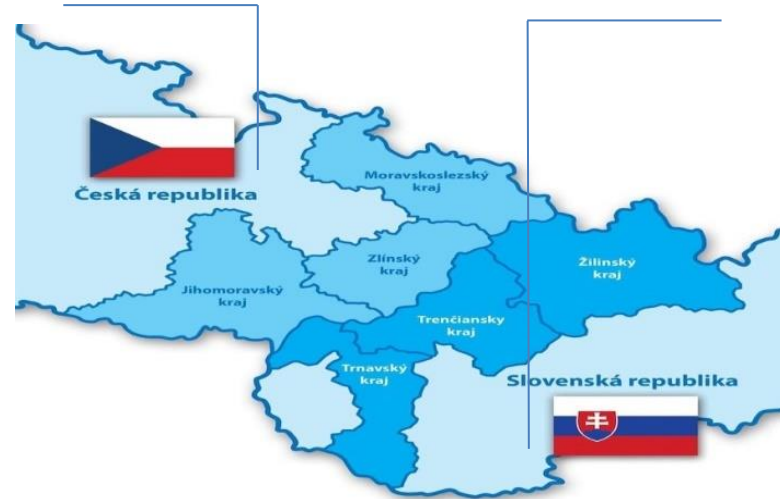 Moravskoslezský
kraj
Česká republika
Zlínský
kraj
Žilinský
kraj
Jihomoravský
kraj
Trenčiansky
kraj
Trnavský
kraj
Slovenská republika